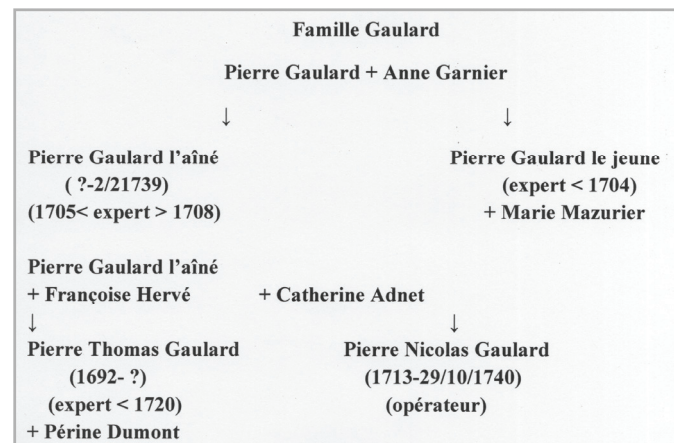 Famille Gaulard
Pierre Gaulard + Anne Garnier
↓ ↓
Pierre Gaulard l'aîné Pierre Gaulard le jeune
( ?-2/21739) (expert < 1704)
(1705< expert > 1708) + Marie Mazurier
Pierre Gaulard l'aîné
+ Françoise Hervé + Catherine Adnet
↓ ↓
Pierre Thomas Gaulard Pierre Nicolas Gaulard
(1692- ?) (1713-29/10/1740)
(expert < 1720) (opérateur)
+ Périne Dumont